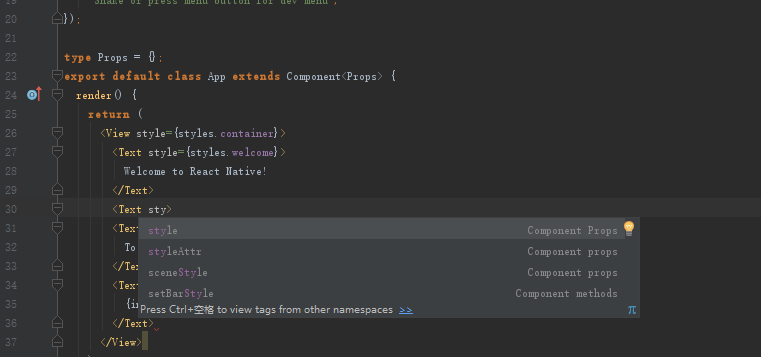 19 'Shake or press menu button for dev menu',
20 });
21
22 type Props = {};
23 export default class App extends Component<Props> {
24 render() {
25 return (
26 <View style={styles.container}>
27 <Text style={styles.welcome}>
28 Welcome to React Native!
29 </Text>
30 <Text sty>
31 <Text
style Component Props
32 To
styleAttr Component props
33 </Te
sceneStyle Component props
34 <Text
setBarStyle Component methods
35 {in
Press Ctrl+空格 to view tags from other namespaces >> π
36 </Text>
37 </View>